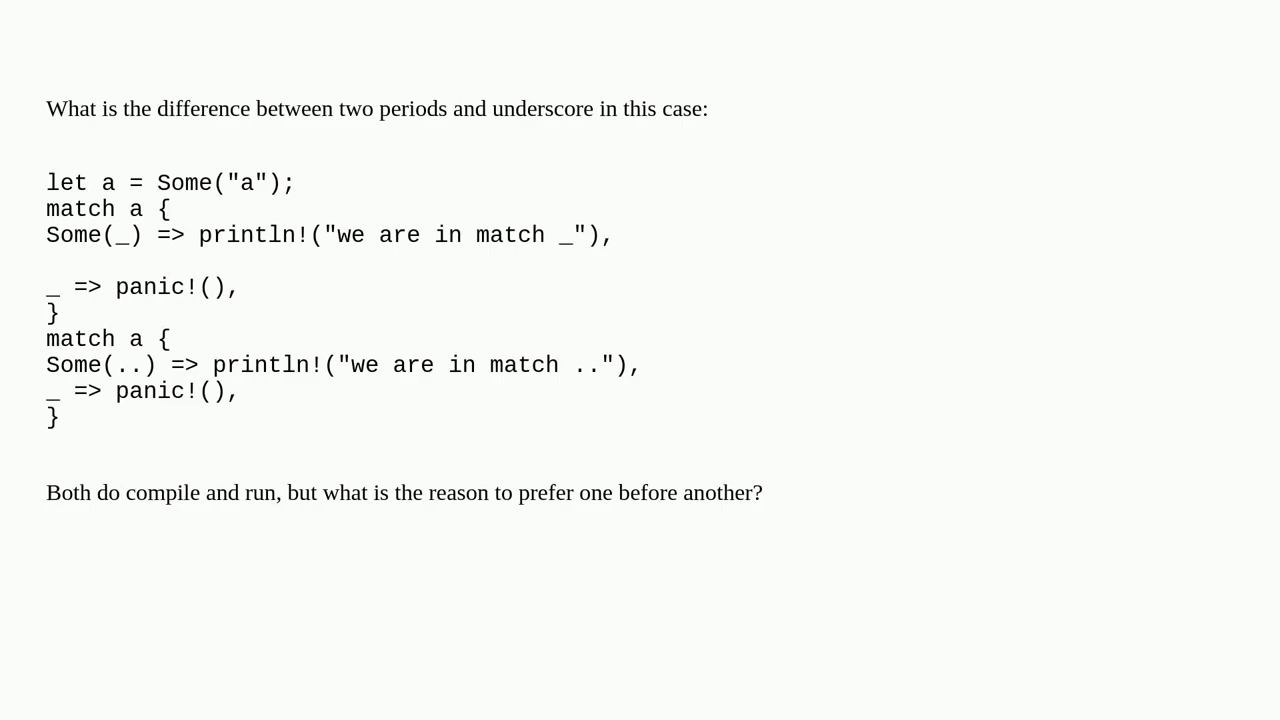 What is the difference between two periods and underscore in this case:
let a = Some("a");
match a {
Some(_) => println!("we are in match _"),
_ => panic!(),
}
match a {
Some(..) => println!("we are in match .."),
_ => panic!(),
}
Both do compile and run, but what is the reason to prefer one before another?